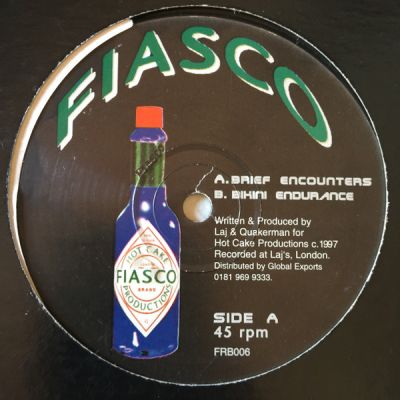 FIASCO
A. BRIEF ENCOUNTERS
B. BIKINI ENDURANCE
Written & Produced by
Laj & Quakerman for
Hot Cake Productions c.1997
Recorded at Laj's, London.
Distributed by Global Exports
0181 969 9333.
HOT CAKE
FIASCO
BRAND
PRODUCTIONS
SIDE A
45 rpm
FRB006